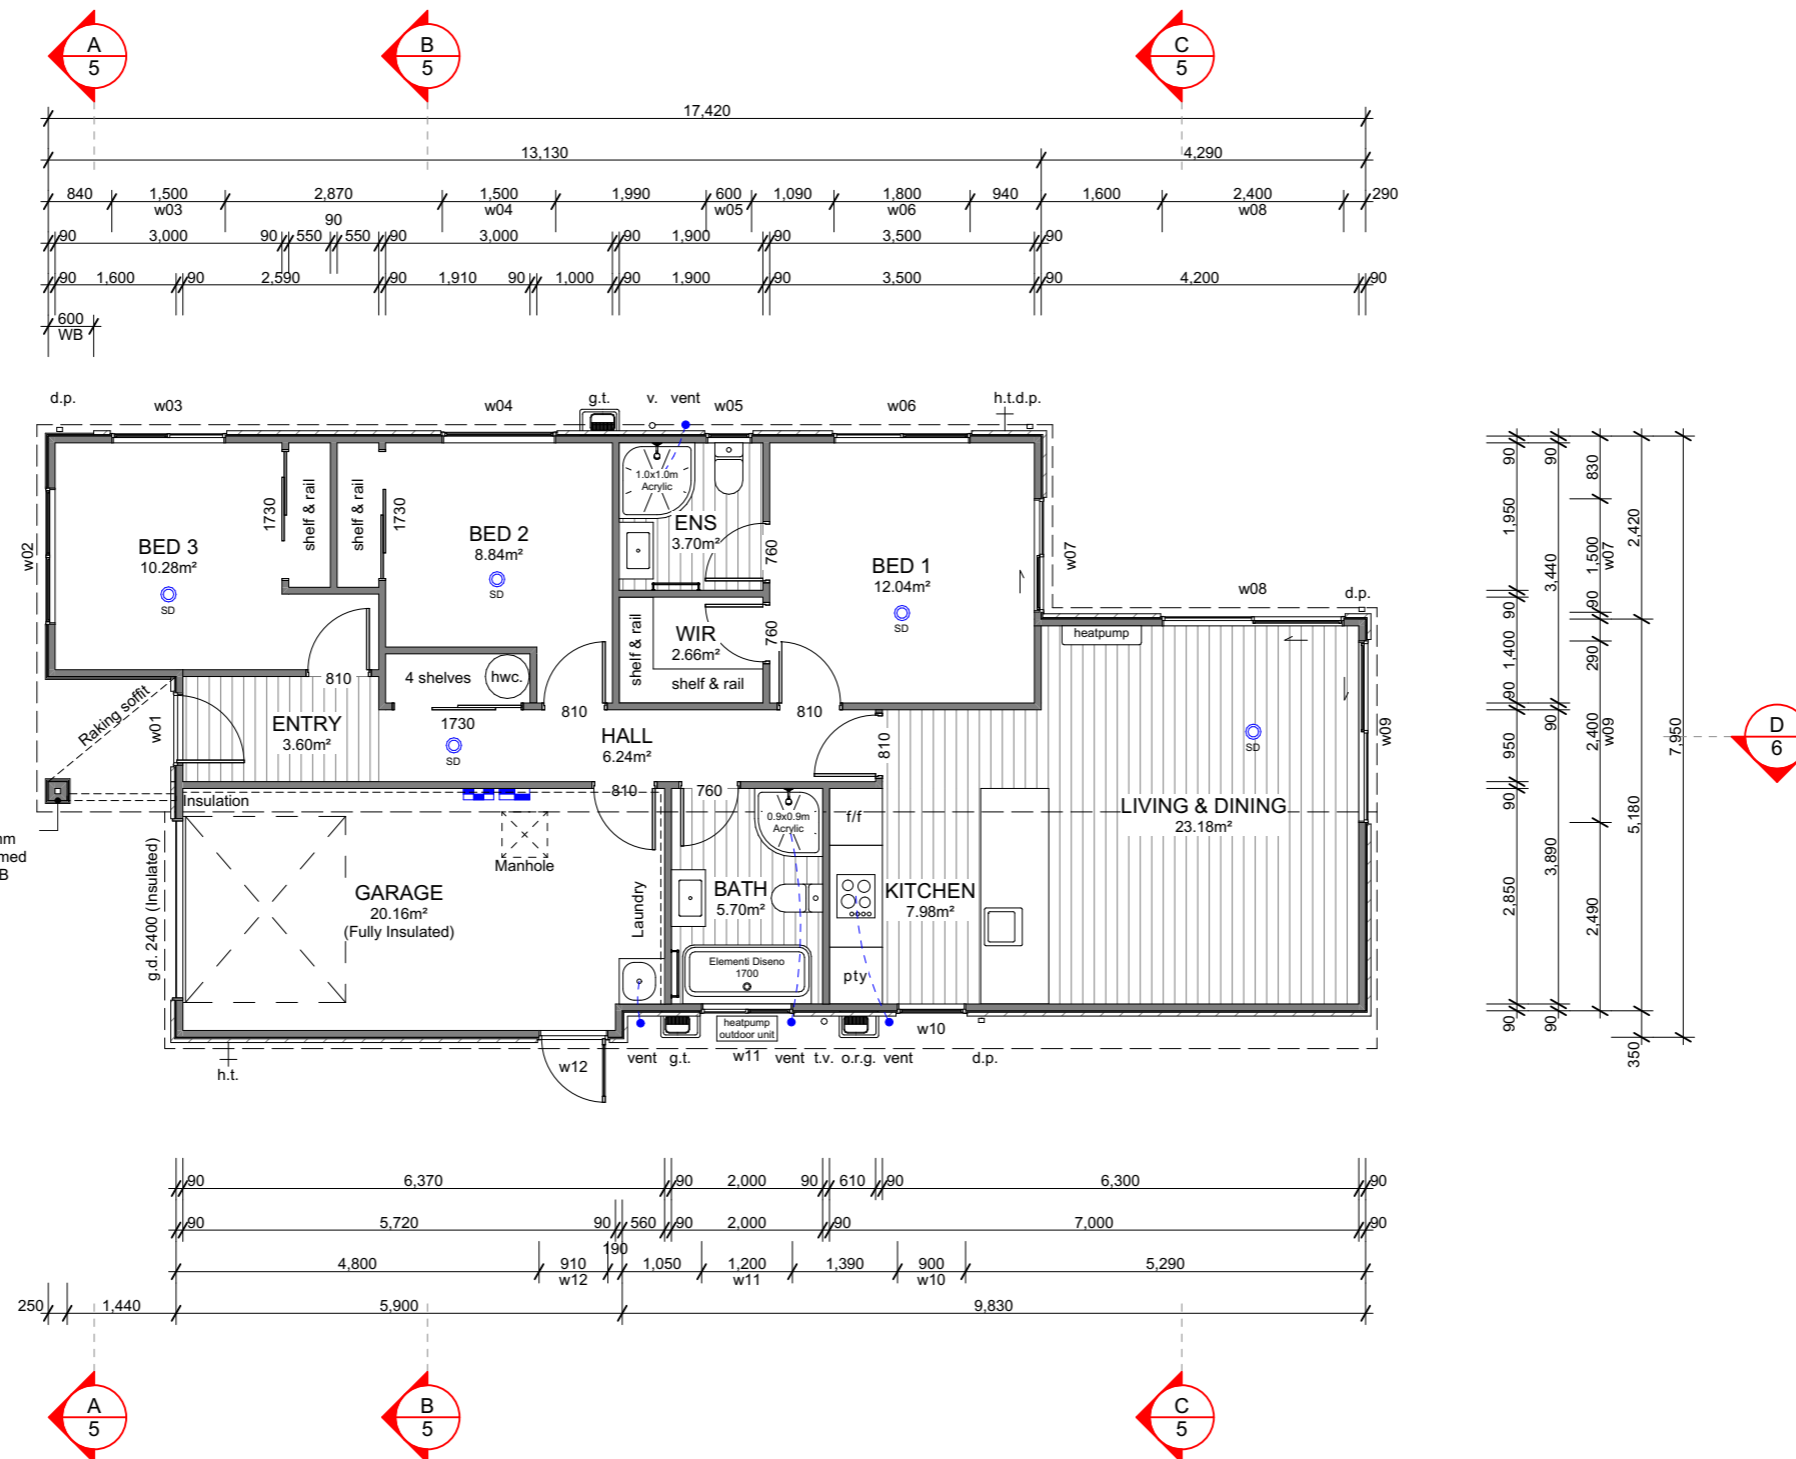 A B C
5 5 5
17,420
13,130 4,290
840 1,500 2,870 1,500 1,990 600 1,090 1,800 940 1,600 2,400 290
w03 w04 w05 w06 w08
90
90 3,000 90 550 550 90 3,000 90 1,900 90 3,500 90
90 1,600 90 2,590 90 1,910 90 1,000 90 1,900 90 3,500 90 4,200 90
600
WB
d.p. w03 w04 g.t. v. vent w05 w06 h.t.d.p.
w02
BED 3
10.28m²
SD
1730
shelf & rail
shelf & rail
1730
BED 2
8.84m²
SD
1.0x1.0m
Acrylic
ENS
3.70m²
760
BED 1
12.04m²
SD
w07
w08
d.p.
heatpump
WIR
2.66m²
760
shelf & rail
shelf & rail
4 shelves
hwc.
810
Raking soffit
w01
ENTRY
3.60m²
1730
SD
810
HALL
6.24m²
810
810
SD
w09
LIVING & DINING
23.18m²
Insulation
810
760
0.9x0.9m
Acrylic
f/f
Manhole
g.d. 2400 (Insulated)
GARAGE
20.16m²
(Fully Insulated)
Laundry
BATH
5.70m²
KITCHEN
7.98m²
Elementi Diseno
1700
pty
heatpump
outdoor unit
w10
h.t. w12 vent g.t. w11 vent t.v. o.r.g. vent d.p.
nm
med
B
90 1,950 90 1,400 90 950 90 2,850 90
90 3,440 90 3,890 90
830 1,500 w07 90 290 2,400 w09 2,490
2,420 5,180 350
7,950
D
6
90 6,370 90 2,000 90 610 90 6,300 90
90 5,720 90 560 90 2,000 90 7,000 90
190
4,800 910 1,050 1,200 1,390 900 5,290
w12 w11 w10
250 1,440 5,900 9,830
A B C
5 5 5